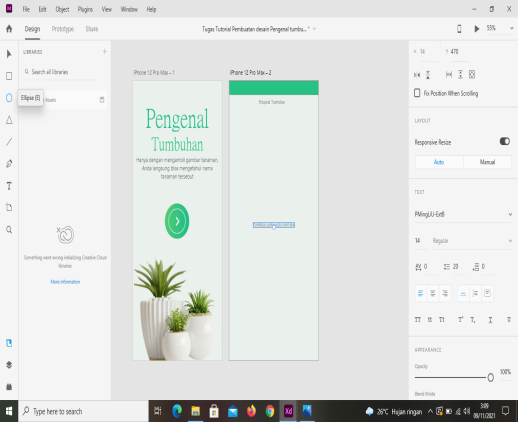 File Edit Object Plugins View Window Help
Design Prototype Share
Tugas Tutorial Pembuatan desain Pengenal tumbu... *
55%
LIBRARIES
Search all libraries
Assets
Ellipse (E)
Something went wrong initializing Creative Cloud
libraries.
More information
iPhone 12 Pro Max – 1
Pengenal
Tumbuhan
Hanya dengan mengambil gambar tanaman,
Anda langsung bisa mengetahui nama
tanaman tersebut
iPhone 12 Pro Max – 2
X 14 Y 470
Fix Position When Scrolling
LAYOUT
Responsive Resize
Auto Manual
TEXT
PMingLiU-ExtB
14 Regular
0 20 0
TT tt Tt T¹ T₁ T
APPEARANCE
Opacity
100%
Blend Mode
Type here to search
Xd
26°C Hujan ringan
3:09
09/11/2021